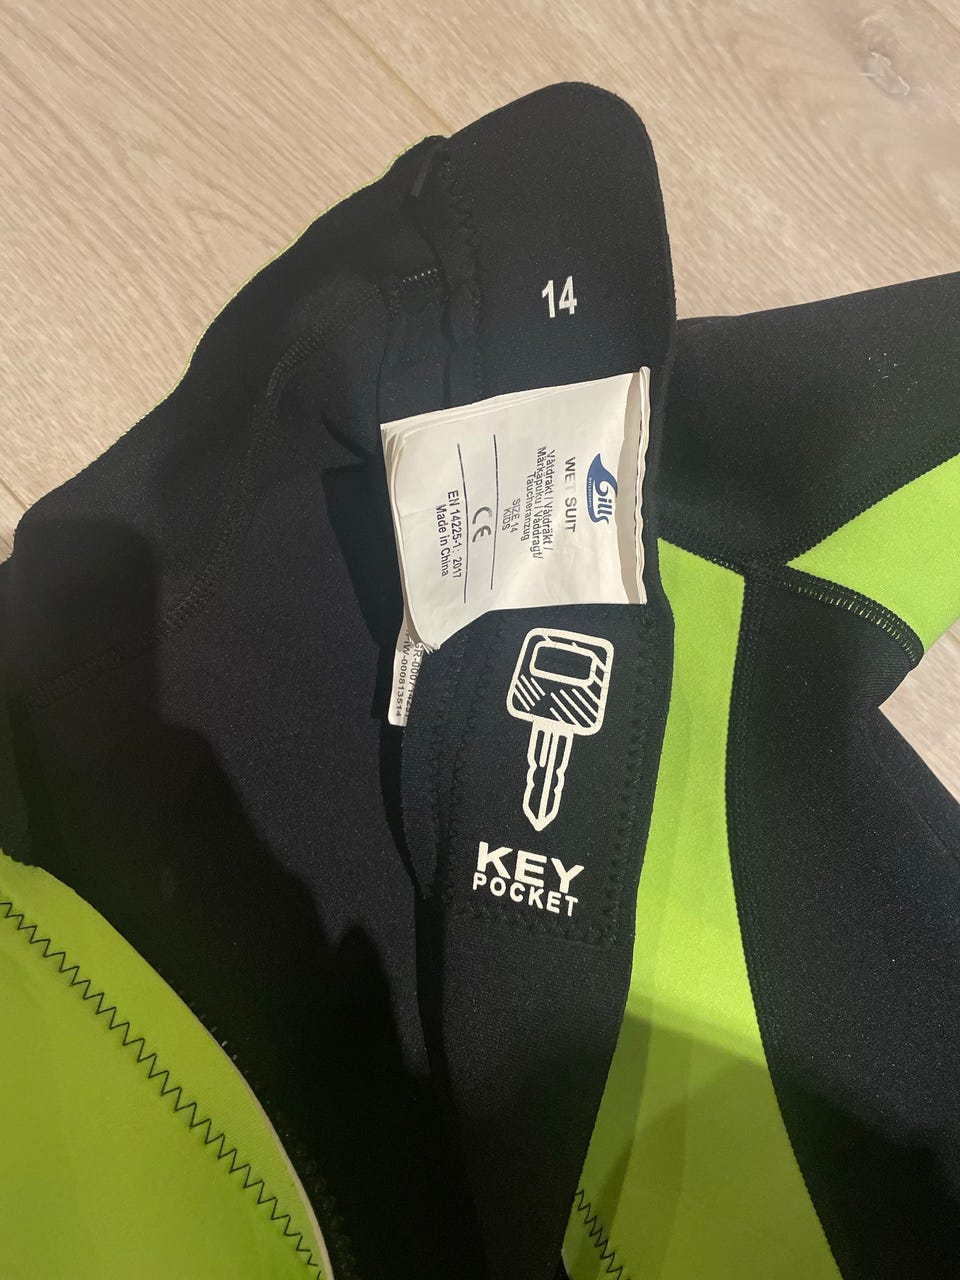 14
Gills
WET SUIT
Våtdrakt / Våtdräkt /
Märkäpuku / Våddragt/
Taucheranzug
SIZE 14
KIDS
CE
EN 14225-1: 2017
Made in China
KEY
POCKET